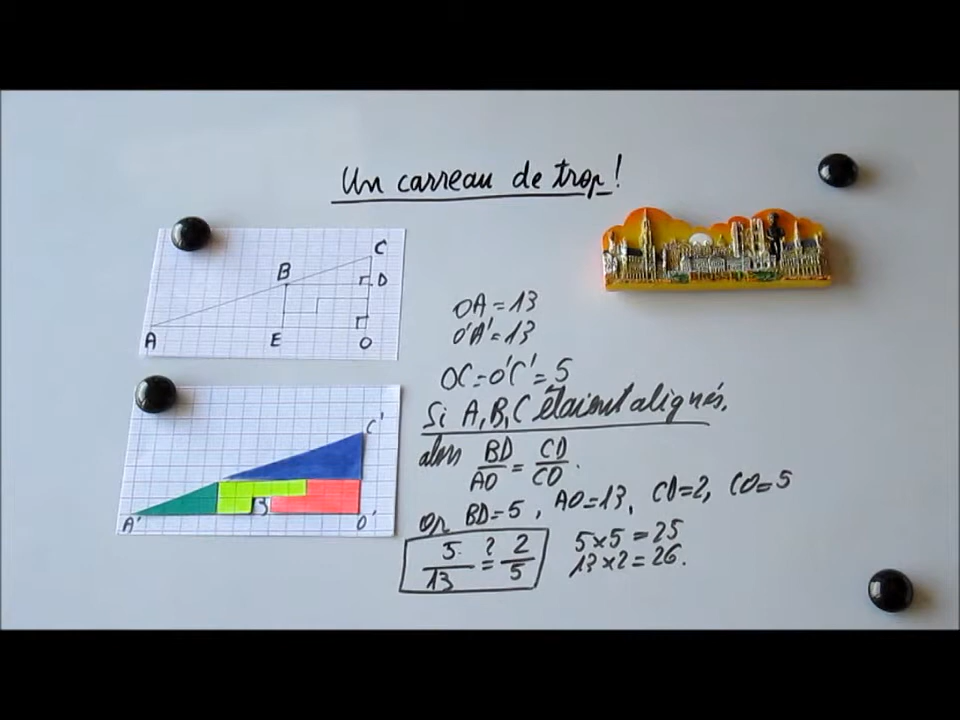 Un carreau de trop!
C
B
D
A
E
O
C'
A'
O'
OA = 13
O'A' = 13
OC = O'C' = 5
Si A, B, C étaient alignés,
alors BD/AO = CD/CO.
or BD = 5, AO = 13, CD = 2, CO = 5
5/13 ?= 2/5
5 × 5 = 25
13 × 2 = 26.